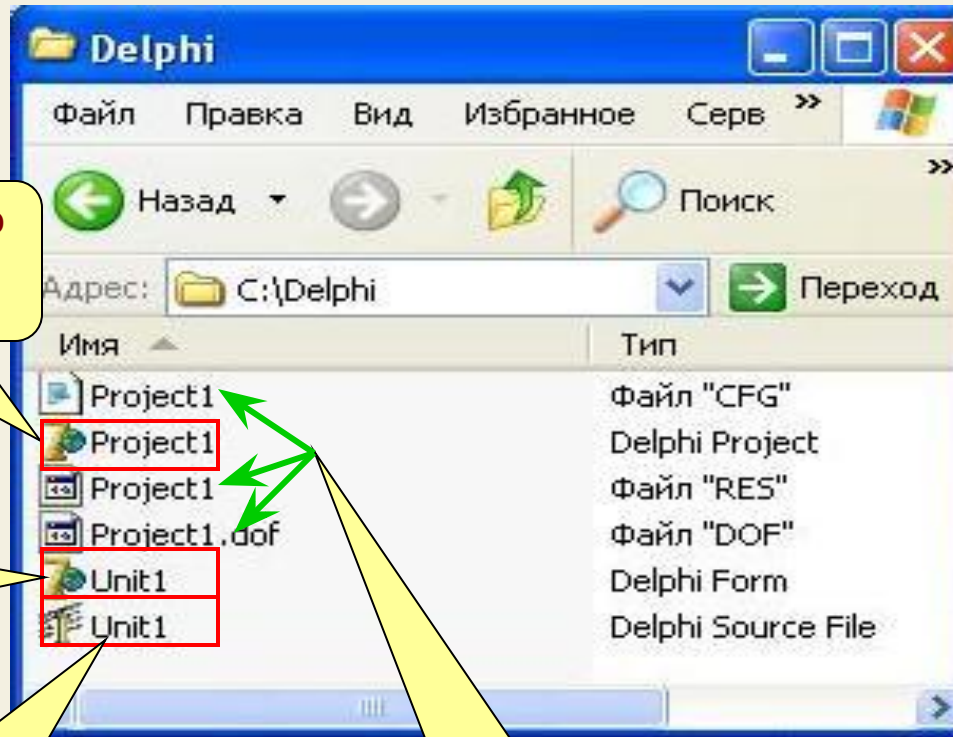 Delphi
Файл Правка Вид Избранное Серв »
Назад Поиск »
Адрес: C:\Delphi Переход
Имя Тип
Project1 Файл "CFG"
Project1 Delphi Project
Project1 Файл "RES"
Project1.dof Файл "DOF"
Unit1 Delphi Form
Unit1 Delphi Source File